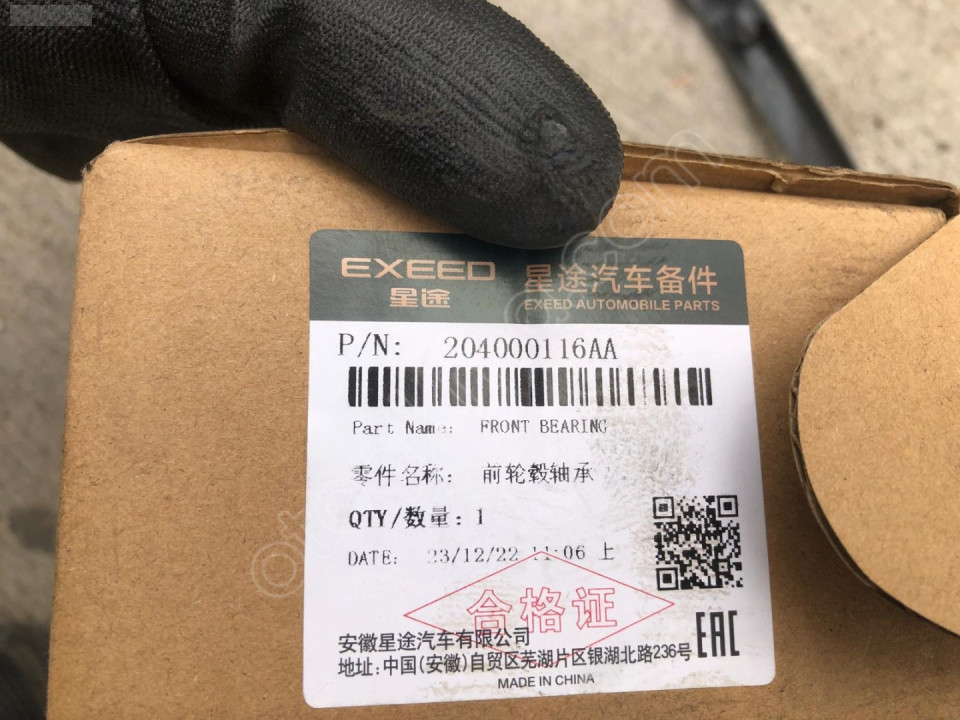 EXEED 星途汽车备件
星途 EXEED AUTOMOBILE PARTS
P/N: 204000116AA
Part Name: FRONT BEARING
零件名称: 前轮毂轴承
QTY/数量: 1
DATE: 23/12/22 11:06 上
合格证
安徽星途汽车有限公司
地址:中国(安徽)自贸区芜湖片区银湖北路236号
EAC
MADE IN CHINA